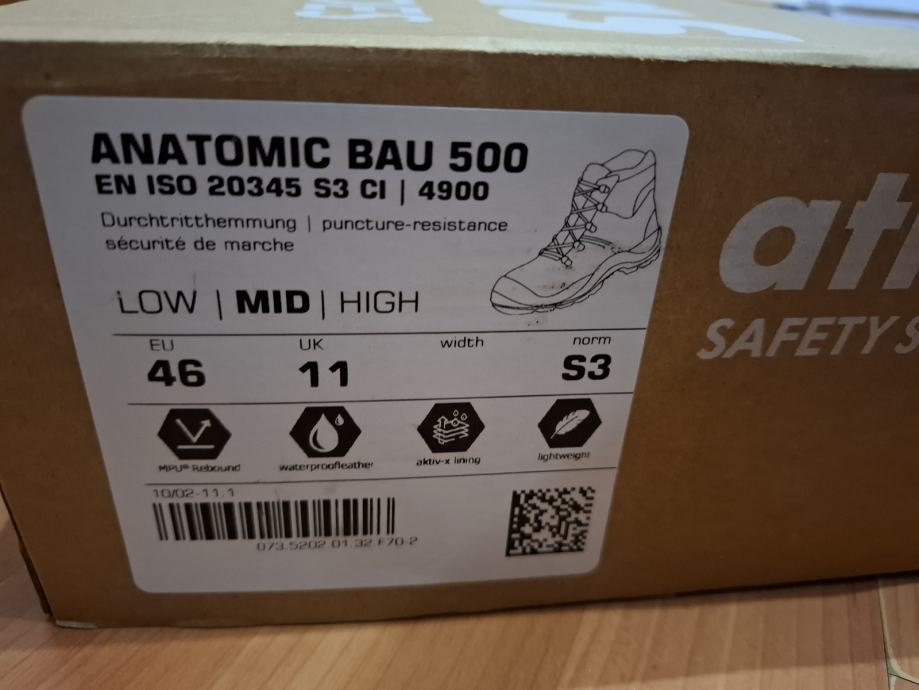 ANATOMIC BAU 500
EN ISO 20345 S3 CI | 4900
Durchtritthemmung | puncture-resistance
sécurité de marche
LOW | MID | HIGH
EU UK width norm
46 11 S3
MPU® Rebound waterproofleather aktiv-x lining lightweight
10/02-11.1
073.5202.01.32 F70-2
SAFETY S